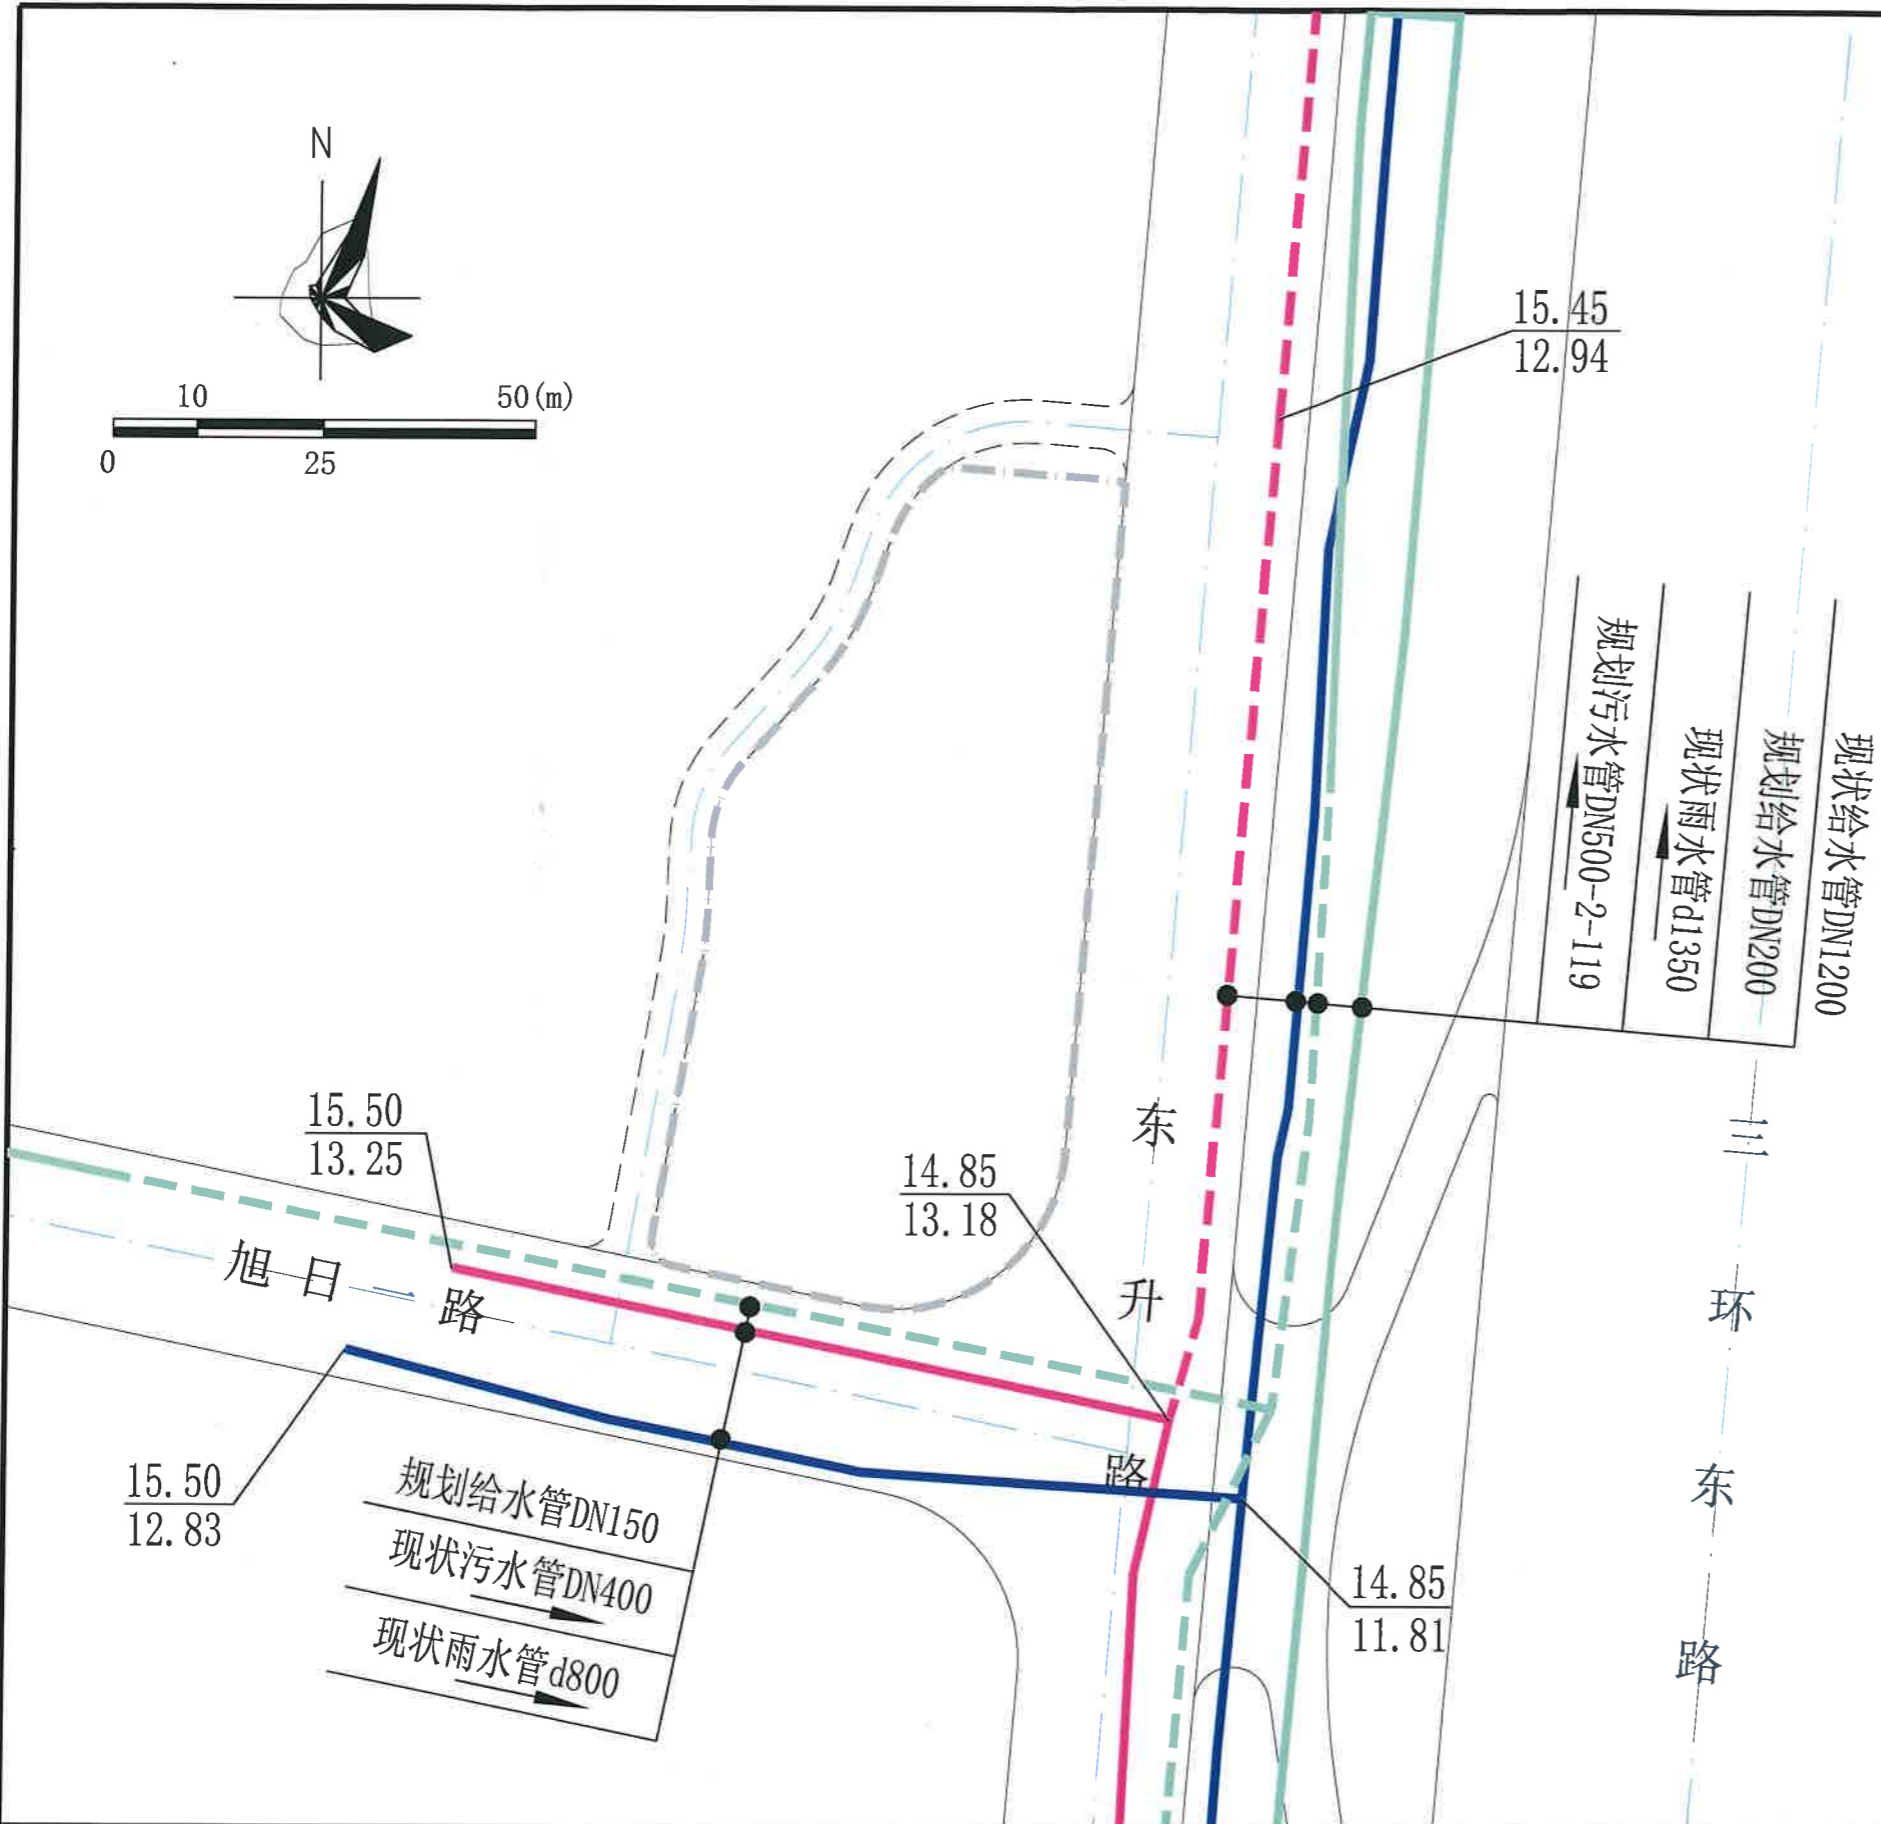 N
10 50(m)
0 25
15.45
12.94
规划污水管DN500-2-119
现状雨水管d1350
规划给水管DN200
现状给水管DN1200
15.50
13.25
14.85
13.18
东升路
三环东路
旭日路
15.50
12.83
规划给水管DN150
现状污水管DN400
现状雨水管d800
14.85
11.81